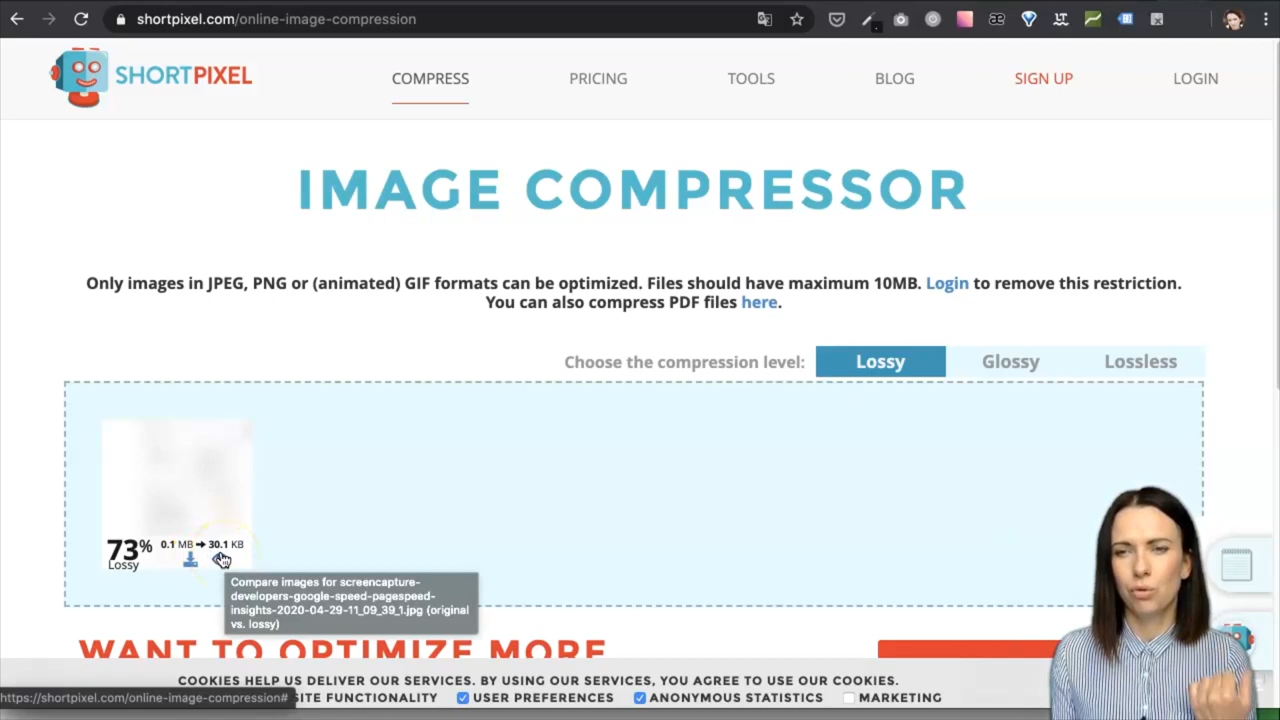 shortpixel.com/online-image-compression
SHORTPIXEL
COMPRESS
PRICING
TOOLS
BLOG
SIGN UP
LOGIN
IMAGE COMPRESSOR
Only images in JPEG, PNG or (animated) GIF formats can be optimized. Files should have maximum 10MB. Login to remove this restriction.
You can also compress PDF files here.
Choose the compression level:
Lossy
Glossy
Lossless
73%
Lossy
0.1 MB → 30.1 KB
Compare images for screencapture-
developers-google-speed-pagespeed-
insights-2020-04-29-11_09_39_1.jpg (original
vs. lossy)
WANT TO OPTIMIZE MORE
COOKIES HELP US DELIVER OUR SERVICES. BY USING OUR SERVICES, YOU AGREE TO USE OUR COOKIES.
https://shortpixel.com/online-image-compression#
SITE FUNCTIONALITY
USER PREFERENCES
ANONYMOUS STATISTICS
MARKETING